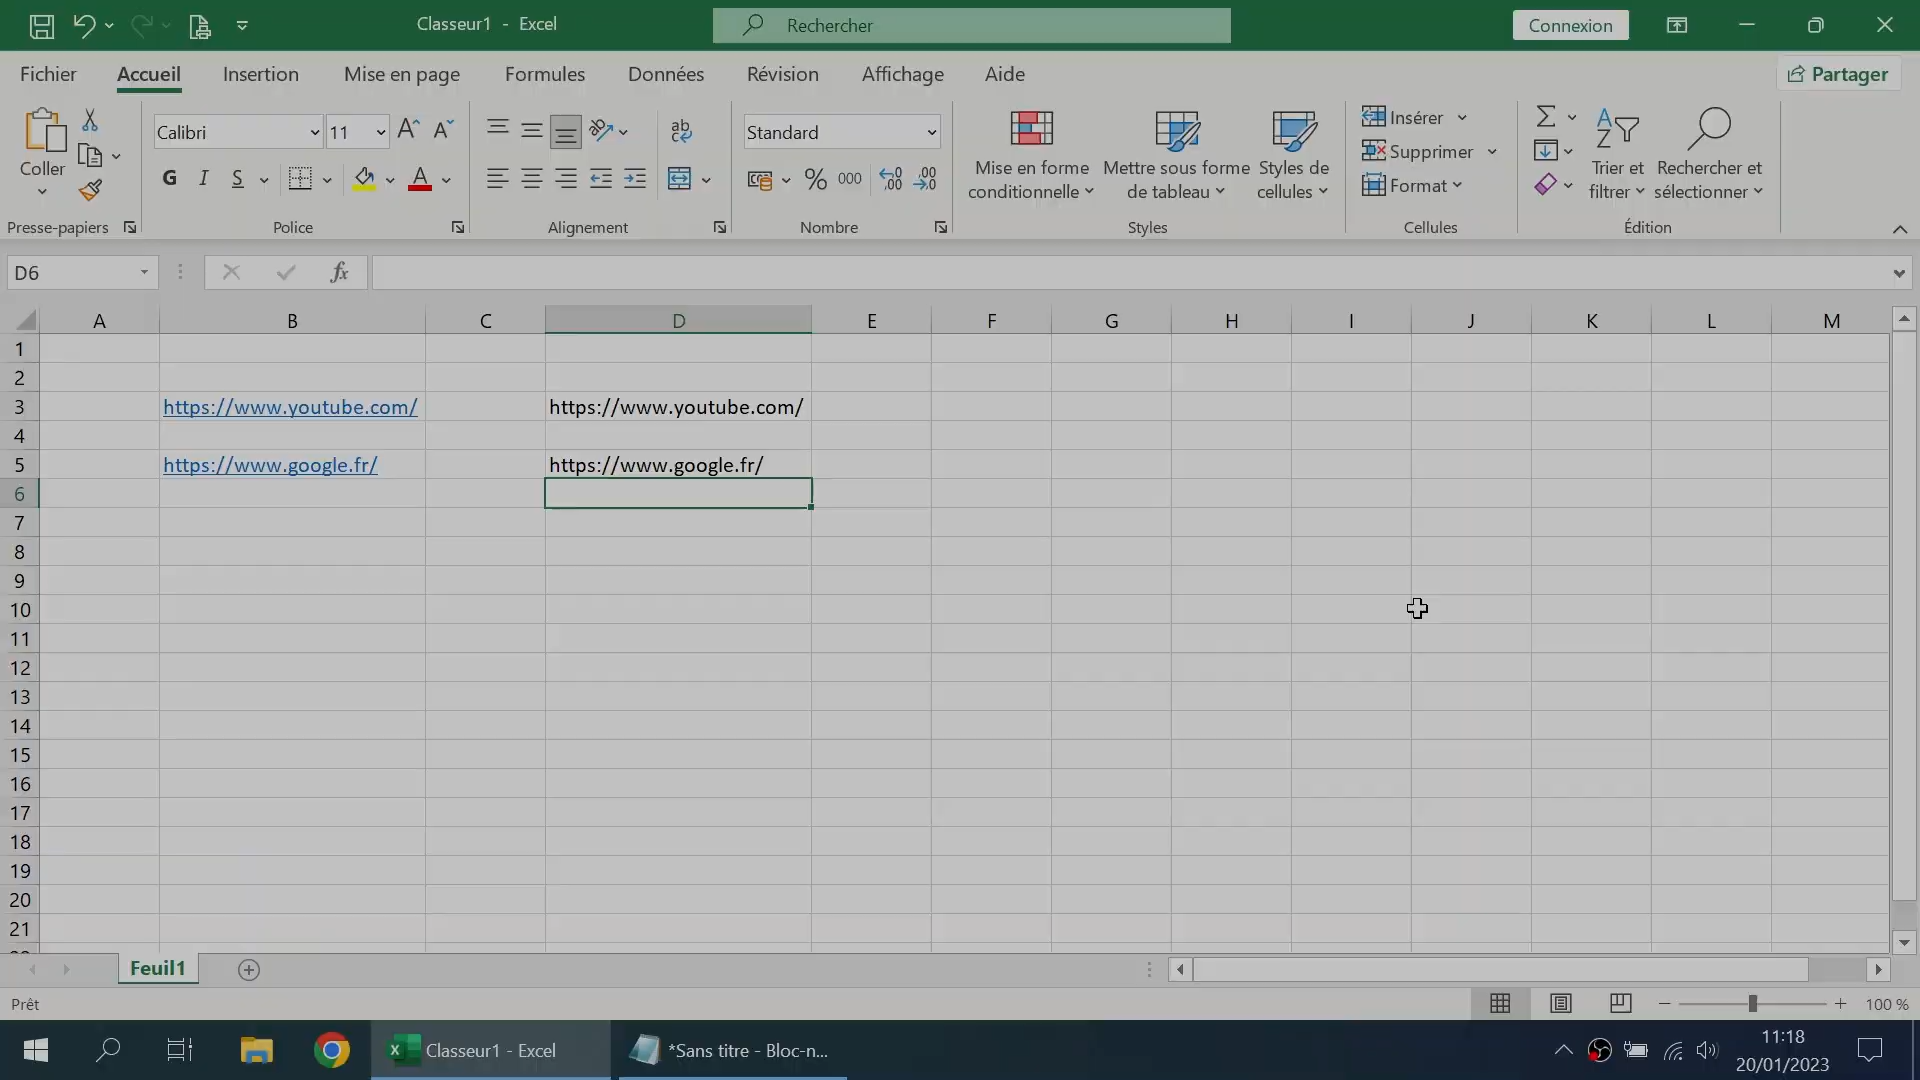 Classeur1 - Excel
Rechercher
Connexion
Fichier Accueil Insertion Mise en page Formules Données Révision Affichage Aide
Partager
Coller
Presse-papiers
Calibri 11
G I S A
Police
ab
Alignement
Standard
% 000 ,00 ,00
Nombre
Mise en forme conditionnelle
Mettre sous forme de tableau
Styles de cellules
Styles
Insérer
Supprimer
Format
Cellules
Trier et filtrer
Rechercher et sélectionner
Édition
D6
fx
A B C D E F G H I J K L M
1
2
3 https://www.youtube.com/ https://www.youtube.com/
4
5 https://www.google.fr/ https://www.google.fr/
6
7
8
9
10
11
12
13
14
15
16
17
18
19
20
21
Feuil1
Prêt
100 %
Classeur1 - Excel
*Sans titre - Bloc-n...
11:18
20/01/2023